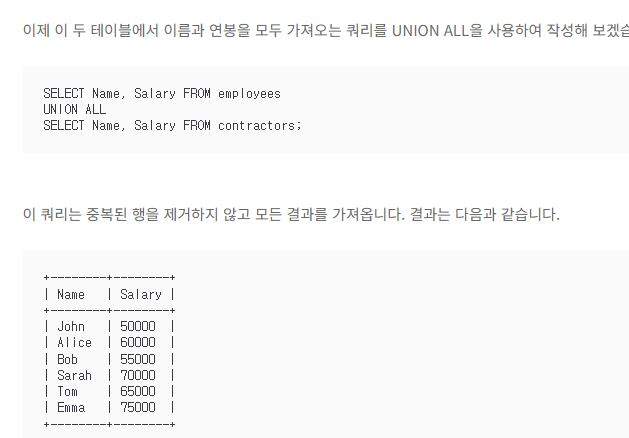 이제 이 두 테이블에서 이름과 연봉을 모두 가져오는 쿼리를 UNION ALL을 사용하여 작성해 보겠습
SELECT Name, Salary FROM employees
UNION ALL
SELECT Name, Salary FROM contractors;
이 쿼리는 중복된 행을 제거하지 않고 모든 결과를 가져옵니다. 결과는 다음과 같습니다.
+--------+--------+
| Name   | Salary |
+--------+--------+
| John   | 50000  |
| Alice  | 60000  |
| Bob    | 55000  |
| Sarah  | 70000  |
| Tom    | 65000  |
| Emma   | 75000  |
+--------+--------+